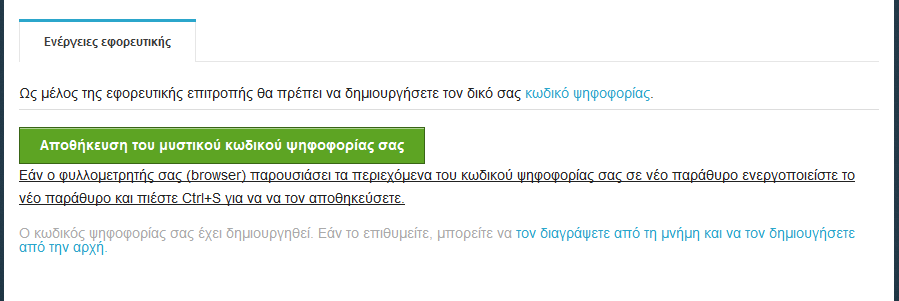 Ενέργειες εφορευτικής
Ως μέλος της εφορευτικής επιτροπής θα πρέπει να δημιουργήσετε τον δικό σας κωδικό ψηφοφορίας.
Αποθήκευση του μυστικού κωδικού ψηφοφορίας σας
Εάν ο φυλλομετρητής σας (browser) παρουσιάσει τα περιεχόμενα του κωδικού ψηφοφορίας σας σε νέο παράθυρο ενεργοποιείστε το
νέο παράθυρο και πιέστε Ctrl+S για να να τον αποθηκεύσετε.
Ο κωδικός ψηφοφορίας σας έχει δημιουργηθεί. Εάν το επιθυμείτε, μπορείτε να τον διαγράψετε από τη μνήμη και να τον δημιουγήσετε
από την αρχή.